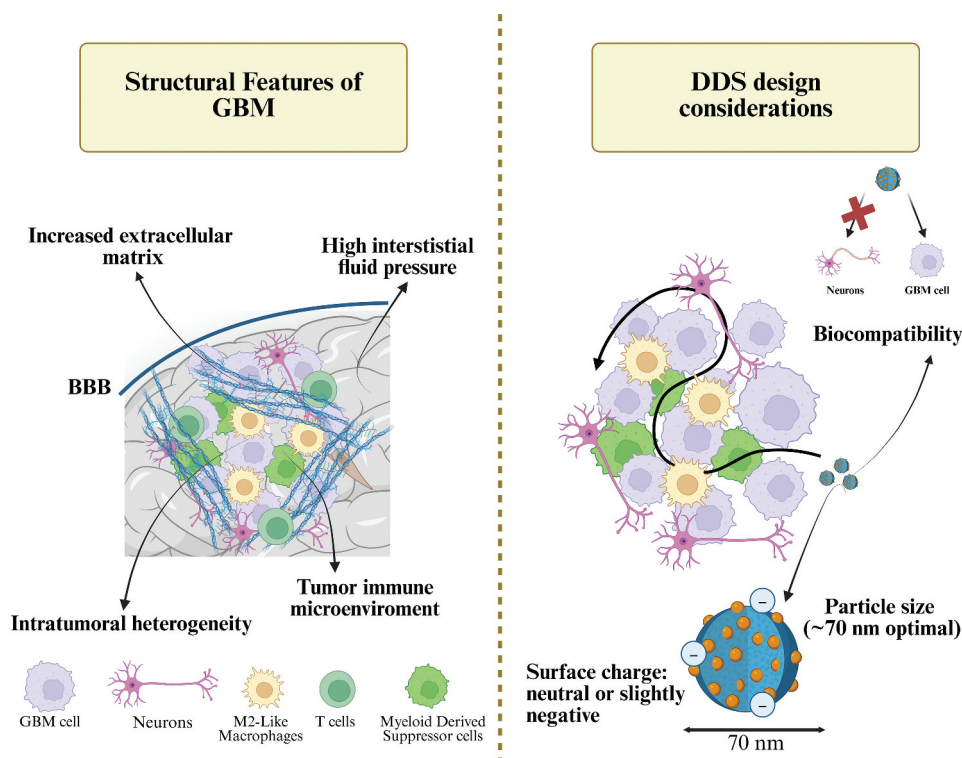 Structural Features of
GBM
Increased extracellular
matrix
High interstistial
fluid pressure
BBB
Intratumoral heterogeneity
Tumor immune
microenviroment
GBM cell
Neurons
M2-Like
Macrophages
T cells
Myeloid Derived
Suppressor cells
DDS design
considerations
Neurons
GBM cell
Biocompatibility
Particle size
(~70 nm optimal)
Surface charge:
neutral or slightly
negative
−
−
−
70 nm